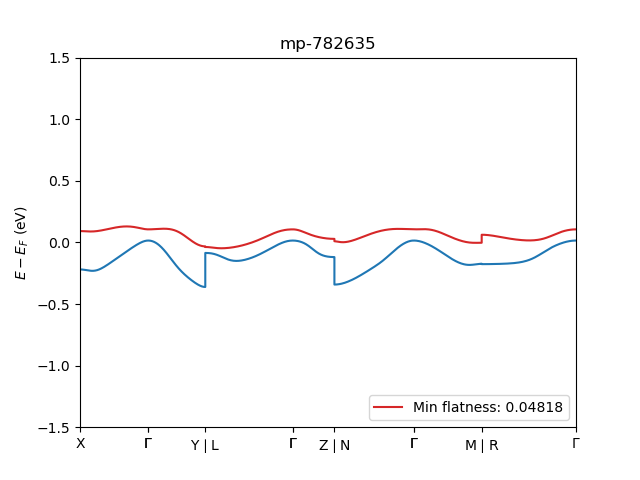 mp-782635
E − E_F (eV)
1.5
1.0
0.5
0.0
−0.5
−1.0
−1.5
Min flatness: 0.04818
X Γ Y | L Γ Z | N Γ M | R Γ